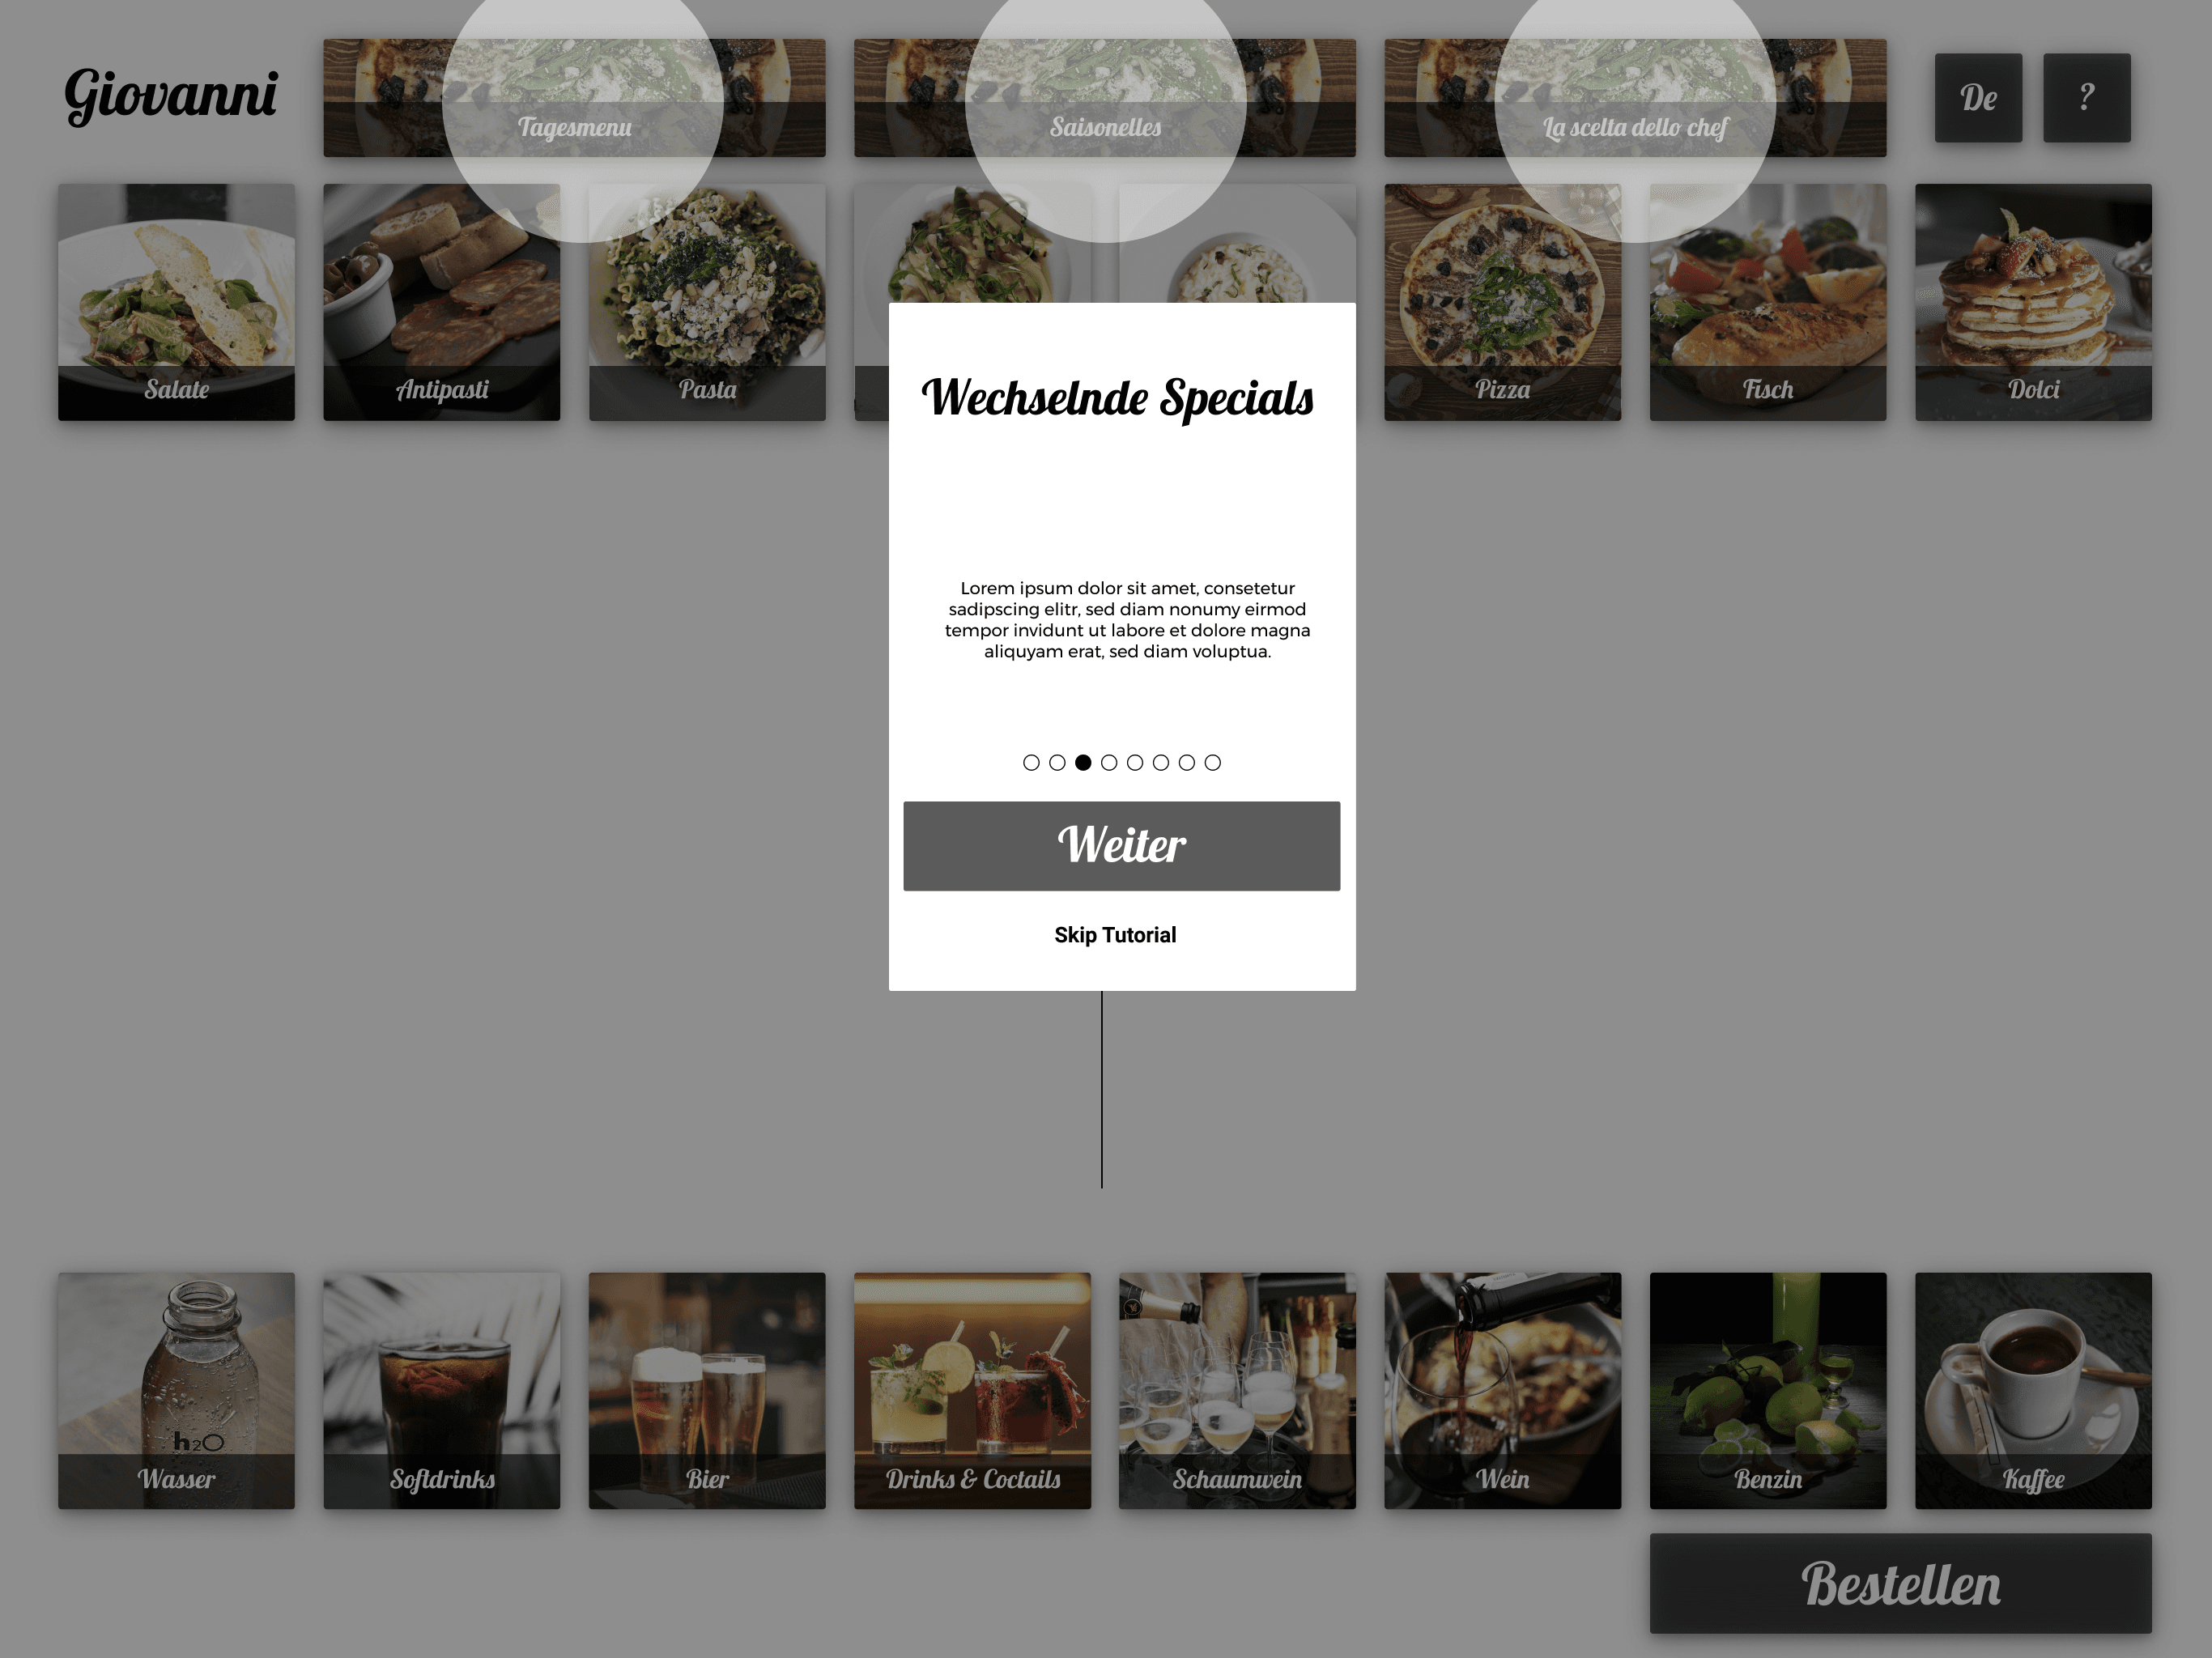 Giovanni
Tagesmenu
Saisonelles
La scelta dello chef
De
?
Salate
Antipasti
Pasta
Pizza
Fisch
Dolci
Wechselnde Specials
Lorem ipsum dolor sit amet, consetetur
sadipscing elitr, sed diam nonumy eirmod
tempor invidunt ut labore et dolore magna
aliquyam erat, sed diam voluptua.
Weiter
Skip Tutorial
h2O
Wasser
Softdrinks
Bier
Drinks & Coctails
Schaumwein
Wein
Benzin
Kaffee
Bestellen